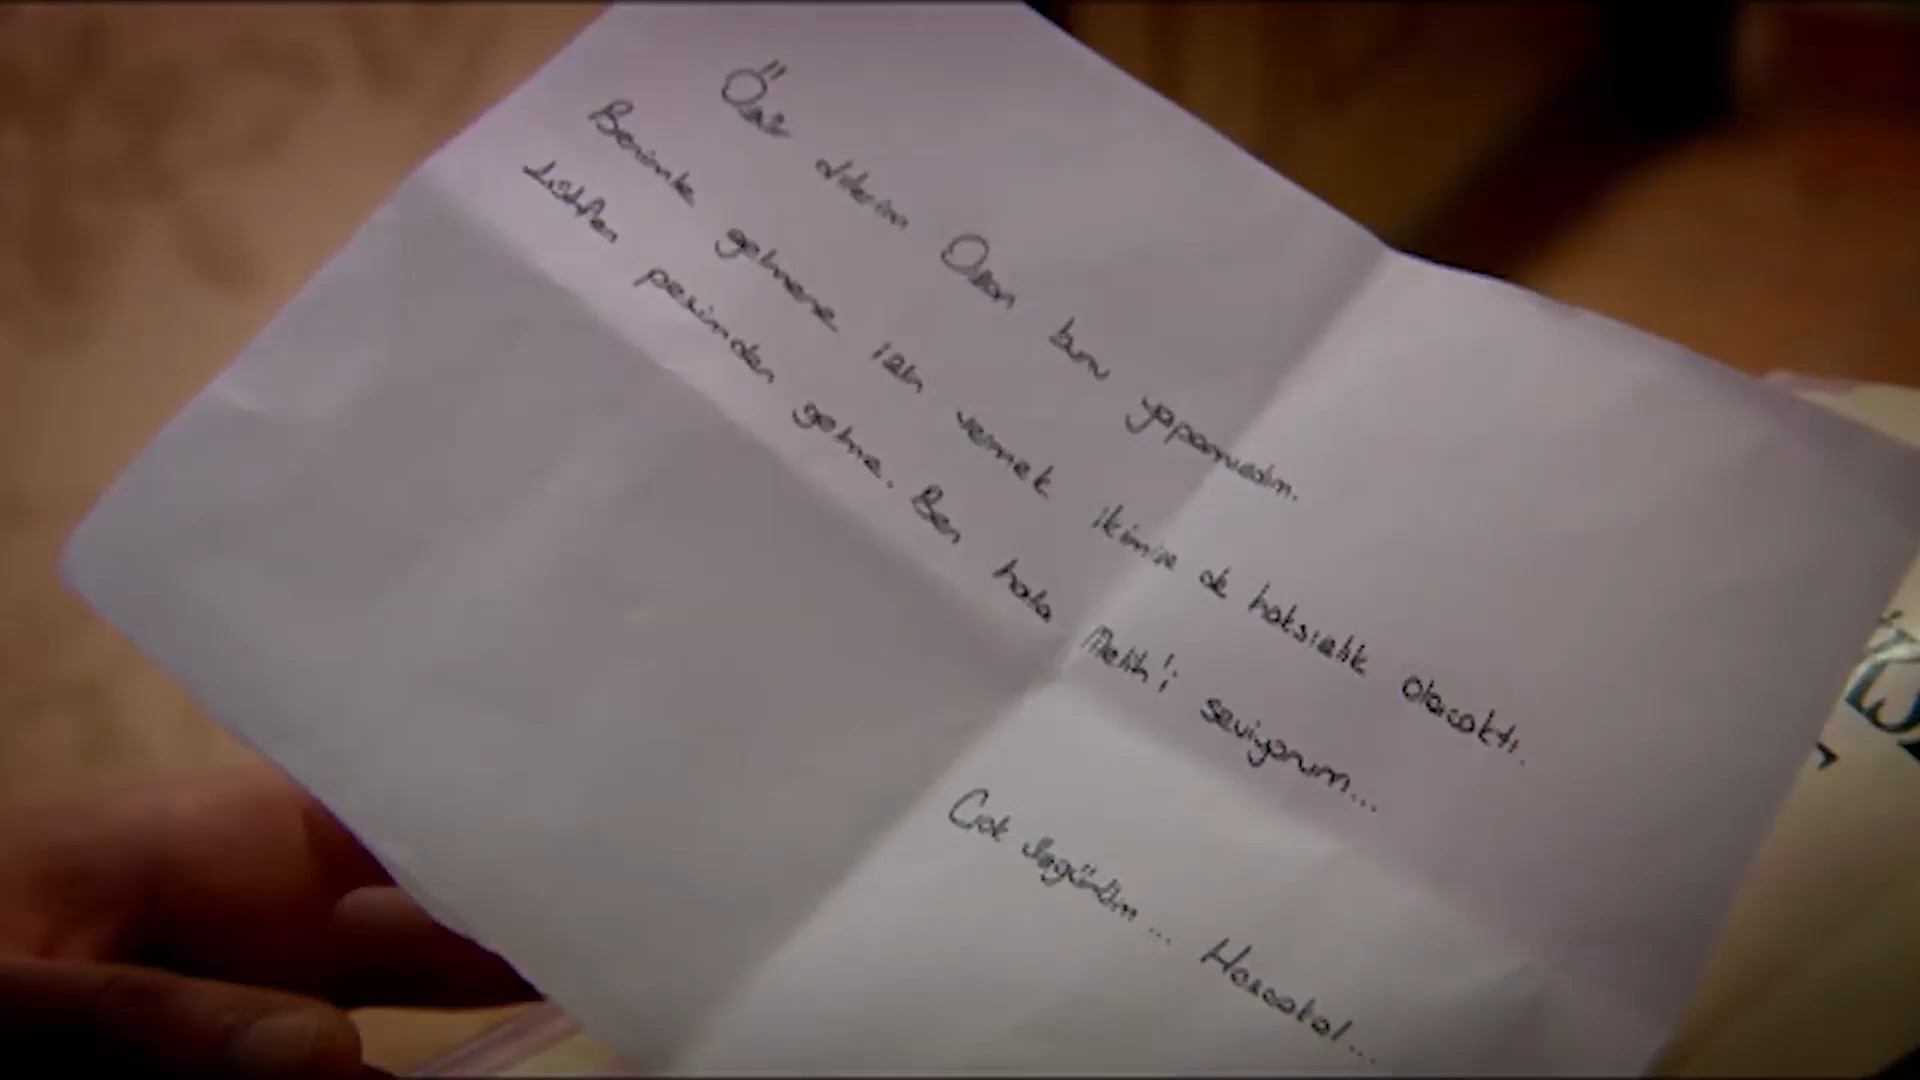 Özür dilerim Ozan bunu yapamazdım.
Benimle gelmene izin vermek ikimize de haksızlık olacaktı.
Lütfen peşimden gelme. Ben hala Melih'i seviyorum...
Çok üzgünüm... Hoşçakal...